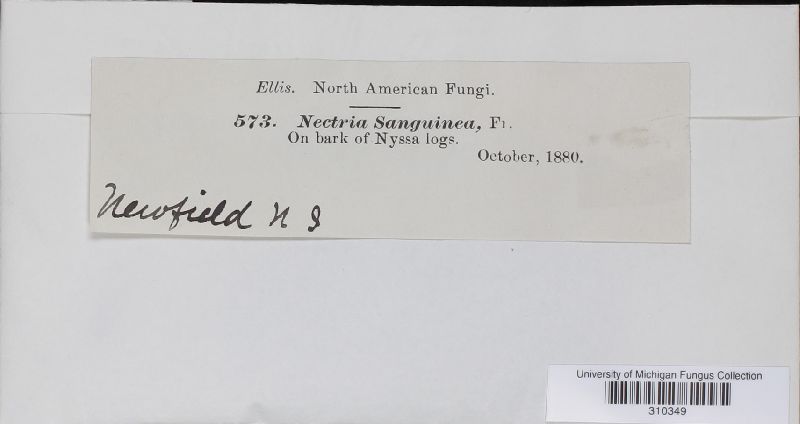 Ellis. North American Fungi.
573. Nectria Sanguinea, Fr.
On bark of Nyssa logs.
October, 1880.
Newfield N J
University of Michigan Fungus Collection
310349